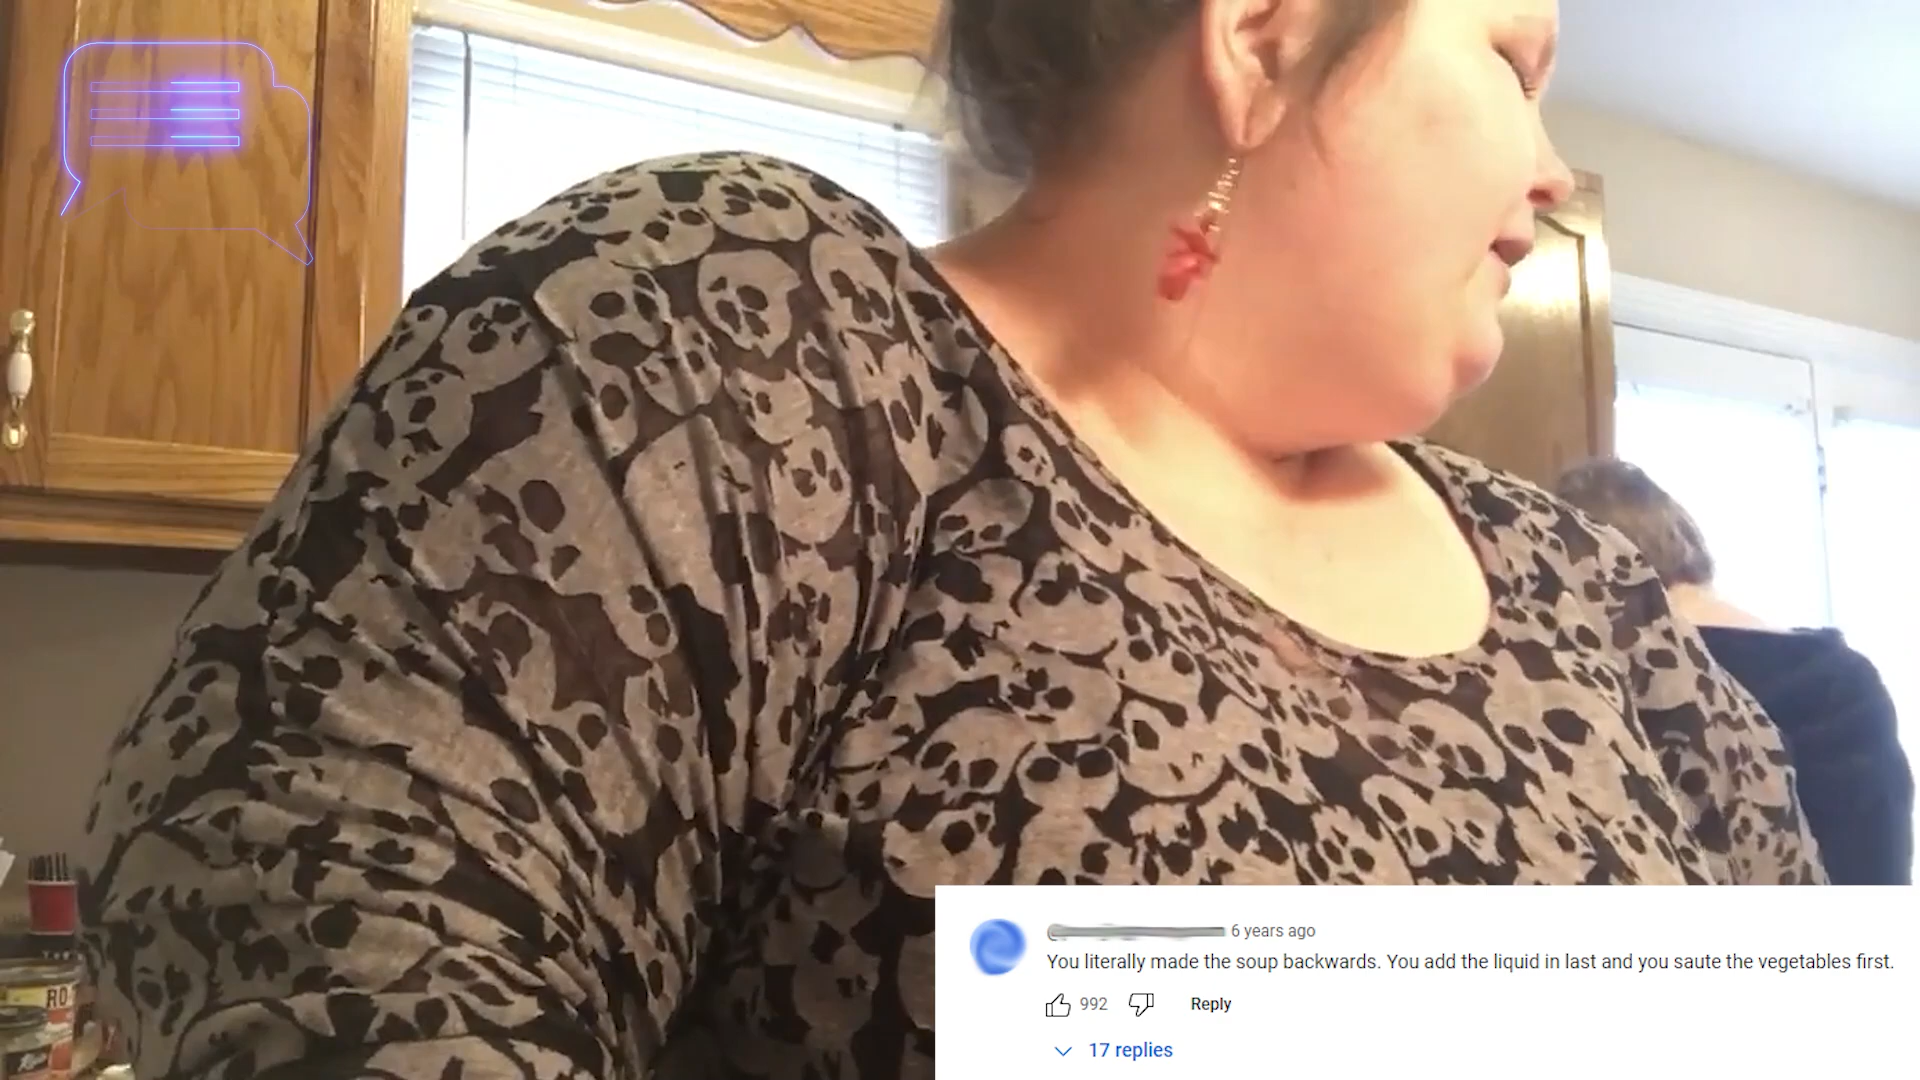 RO
6 years ago
You literally made the soup backwards. You add the liquid in last and you saute the vegetables first.
992
Reply
17 replies